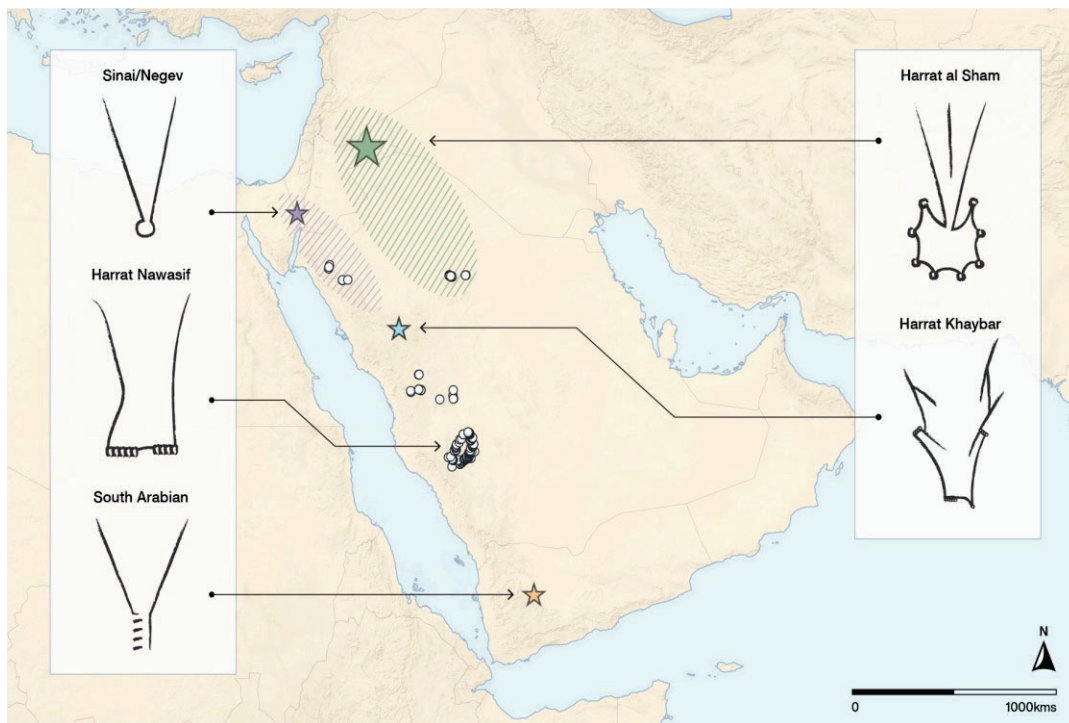 Sinai/Negev
Harrat Nawasif
South Arabian
Harrat al Sham
Harrat Khaybar
N
0 1000kms